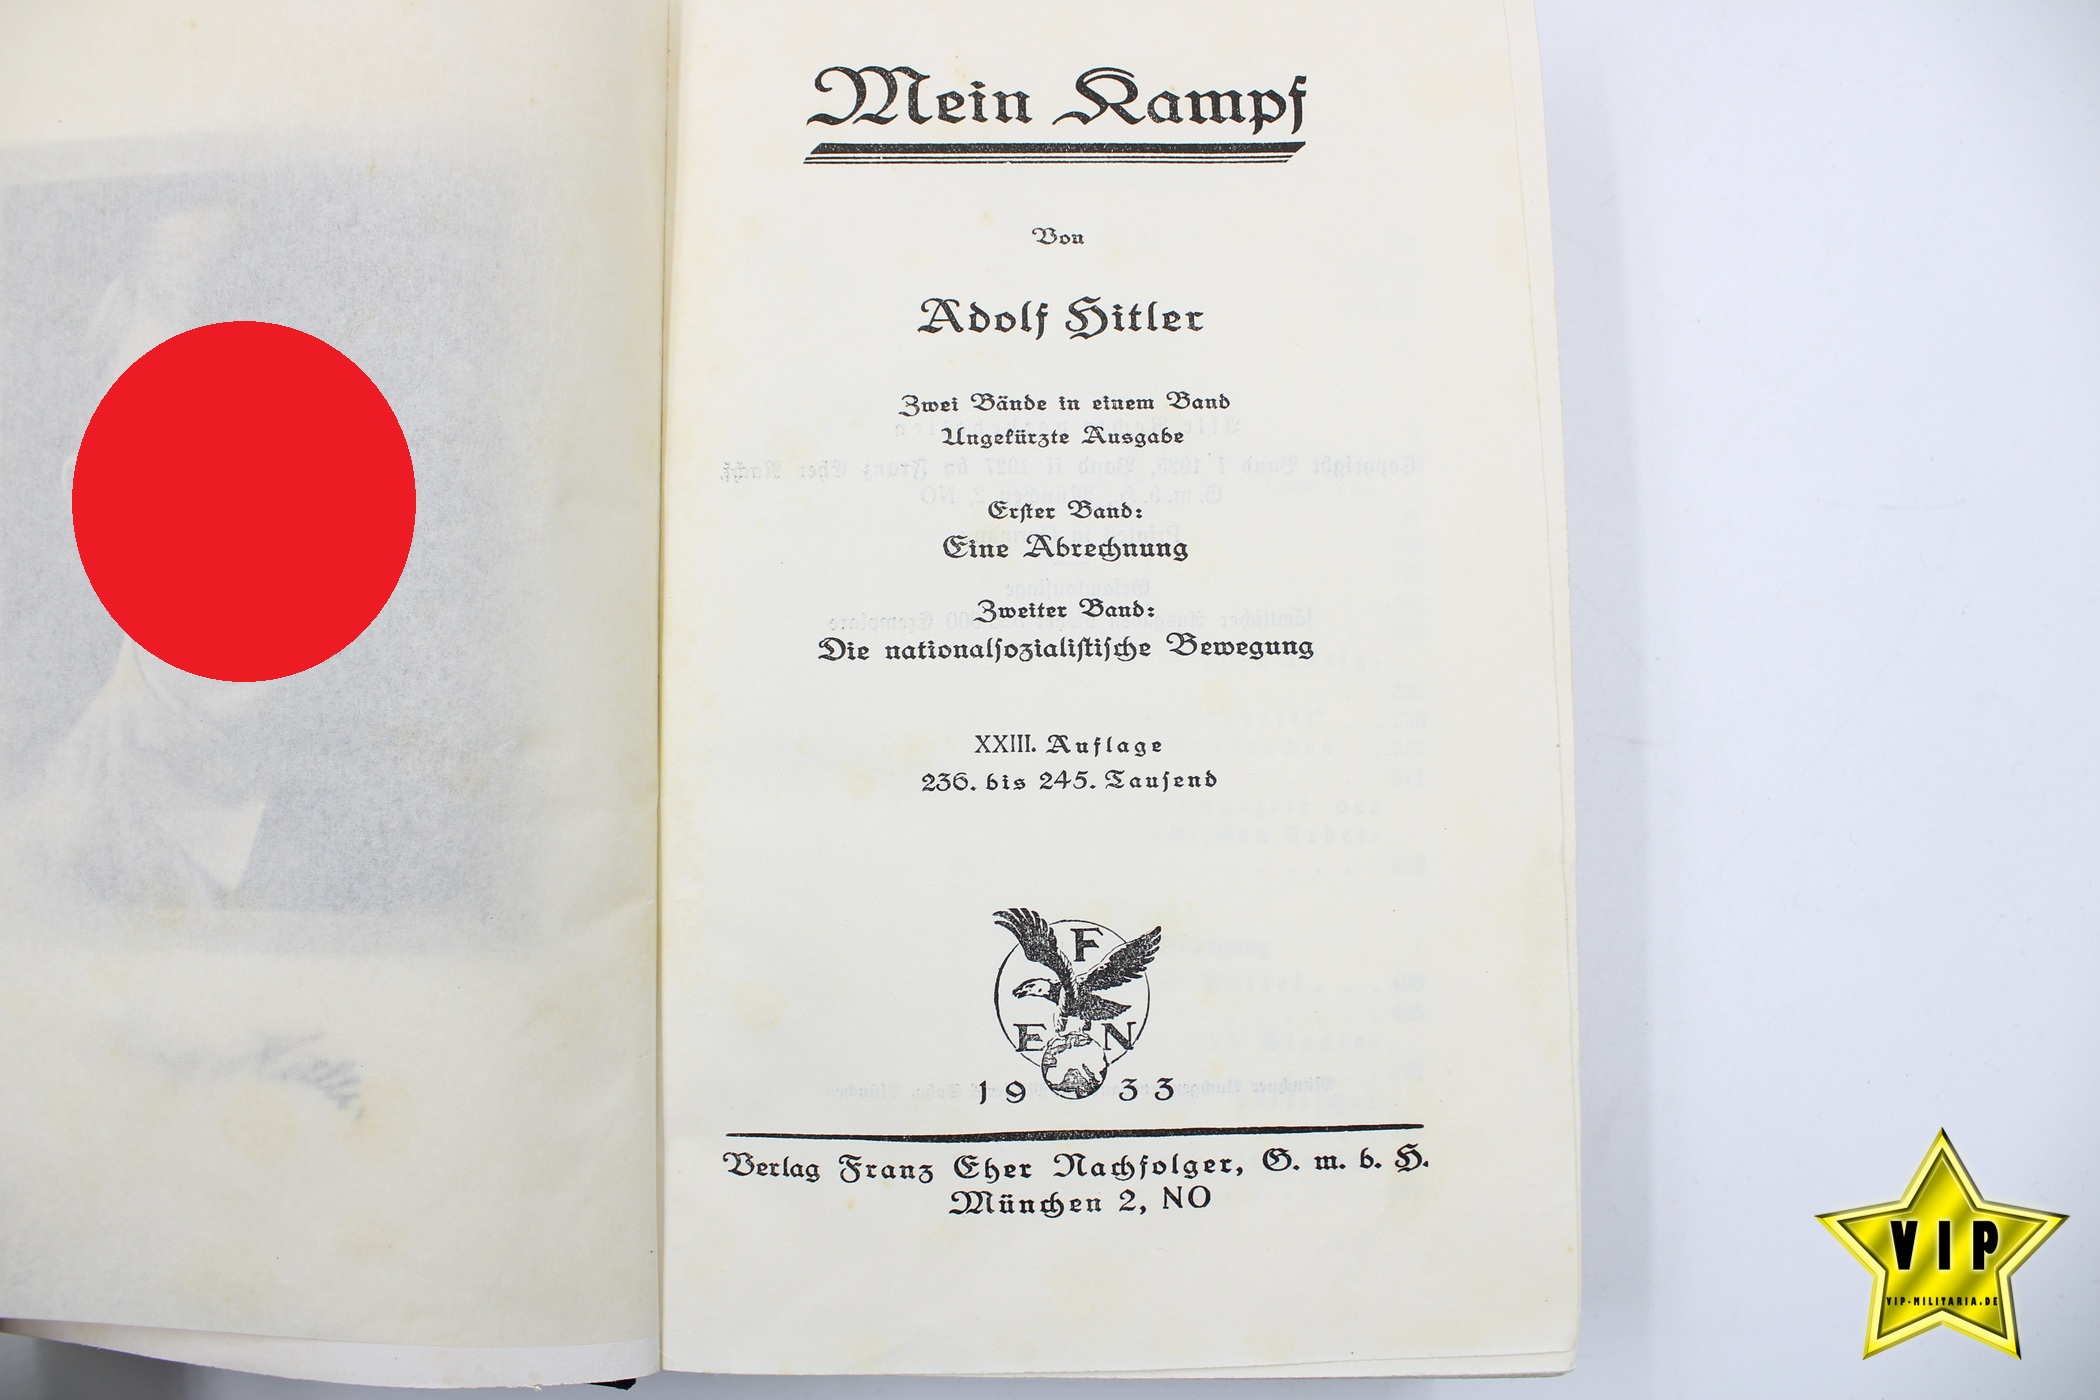 Mein Kampf
Von
Adolf Hitler
Zwei Bände in einem Band
Ungekürzte Ausgabe
Erster Band:
Eine Abrechnung
Zweiter Band:
Die nationalsozialistische Bewegung
XXIII. Auflage
236. bis 245. Tausend
F
E N
1933
Verlag Franz Eher Nachfolger, G. m. b. H.
München 2, NO
VIP
VIP-MILITARIA.DE